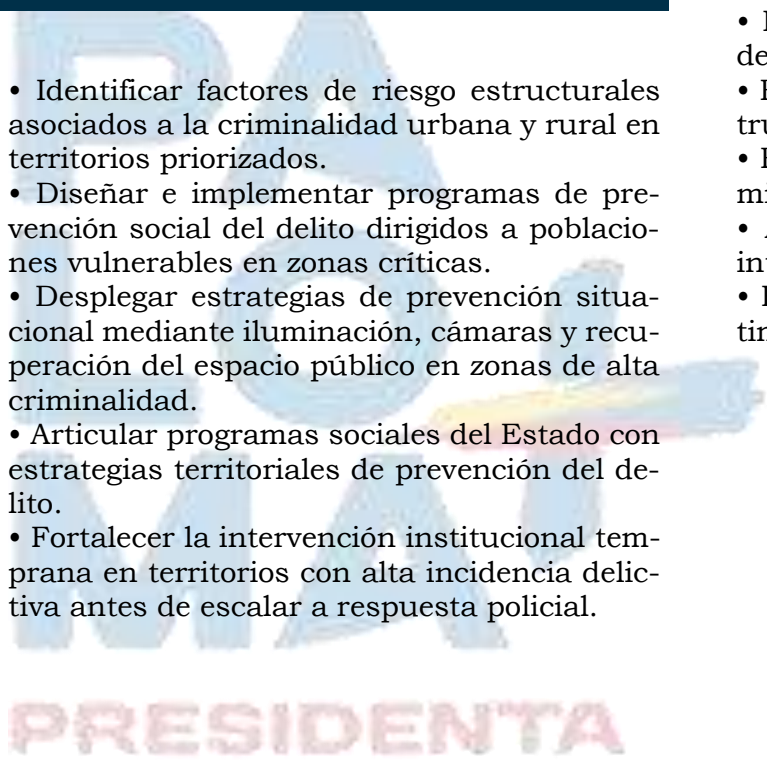 • Identificar factores de riesgo estructurales
asociados a la criminalidad urbana y rural en
territorios priorizados.
• Diseñar e implementar programas de pre-
vención social del delito dirigidos a poblacio-
nes vulnerables en zonas críticas.
• Desplegar estrategias de prevención situa-
cional mediante iluminación, cámaras y recu-
peración del espacio público en zonas de alta
criminalidad.
• Articular programas sociales del Estado con
estrategias territoriales de prevención del de-
lito.
• Fortalecer la intervención institucional tem-
prana en territorios con alta incidencia delic-
tiva antes de escalar a respuesta policial.
PA
LO
MA
PRESIDENTA